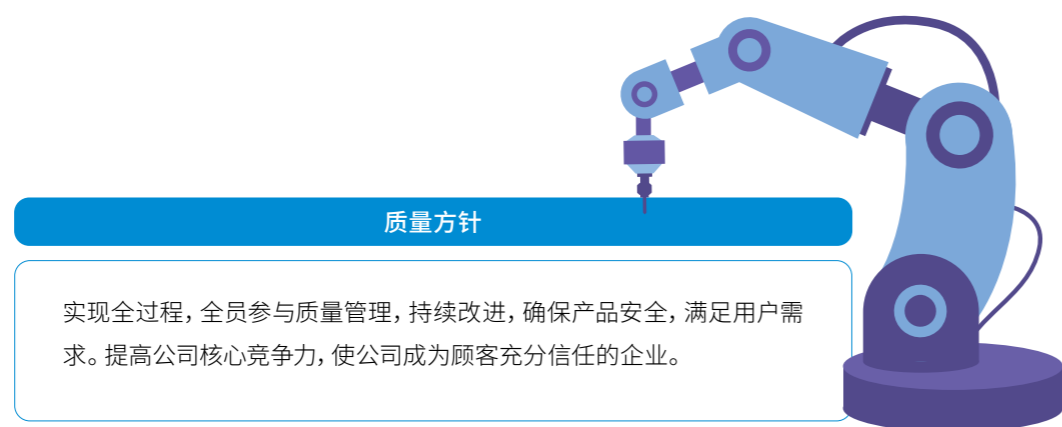 质量方针
实现全过程，全员参与质量管理，持续改进，确保产品安全，满足用户需
求。提高公司核心竞争力，使公司成为顾客充分信任的企业。